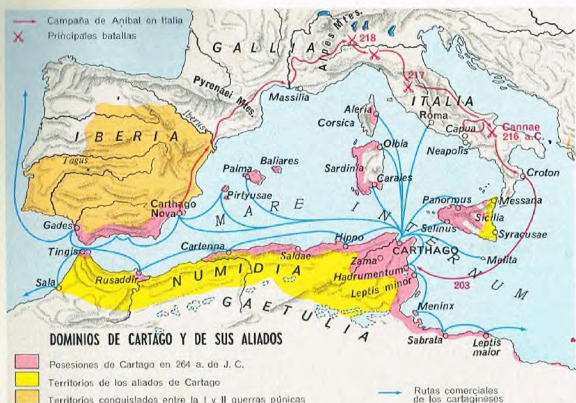 Campaña de Aníbal en Italia
Principales batallas
GALLIA
Alpes Mtes.
218
217
Pyrenaei Mtes.
Massilia
ITALIA
Aleria
Corsica
Roma
Capua
Cannae
216 a.C.
Neapolis
Iberus
IBERIA
Tagus
Olbia
Sardinia
Carales
Croton
Baliares
Palma
Pirtyusae
Carthago
Nova
MARE INTERNUM
Panormus
Messana
Sicilia
Selinus
Syracusae
Gades
Tingis
Cartenna
Saldae
Hippo
CARTHAGO
Melita
Sala
Rusaddir
NUMIDIA
Zama
Hadrumentum
Leptis minor
203
GAETULIA
Meninx
Sabrata
Leptis
maior
DOMINIOS DE CARTAGO Y DE SUS ALIADOS
Posesiones de Cartago en 264 a. de J. C.
Territorios de los aliados de Cartago
Territorios conquistados entre la I y II guerras púnicas
Rutas comerciales
de los cartagineses